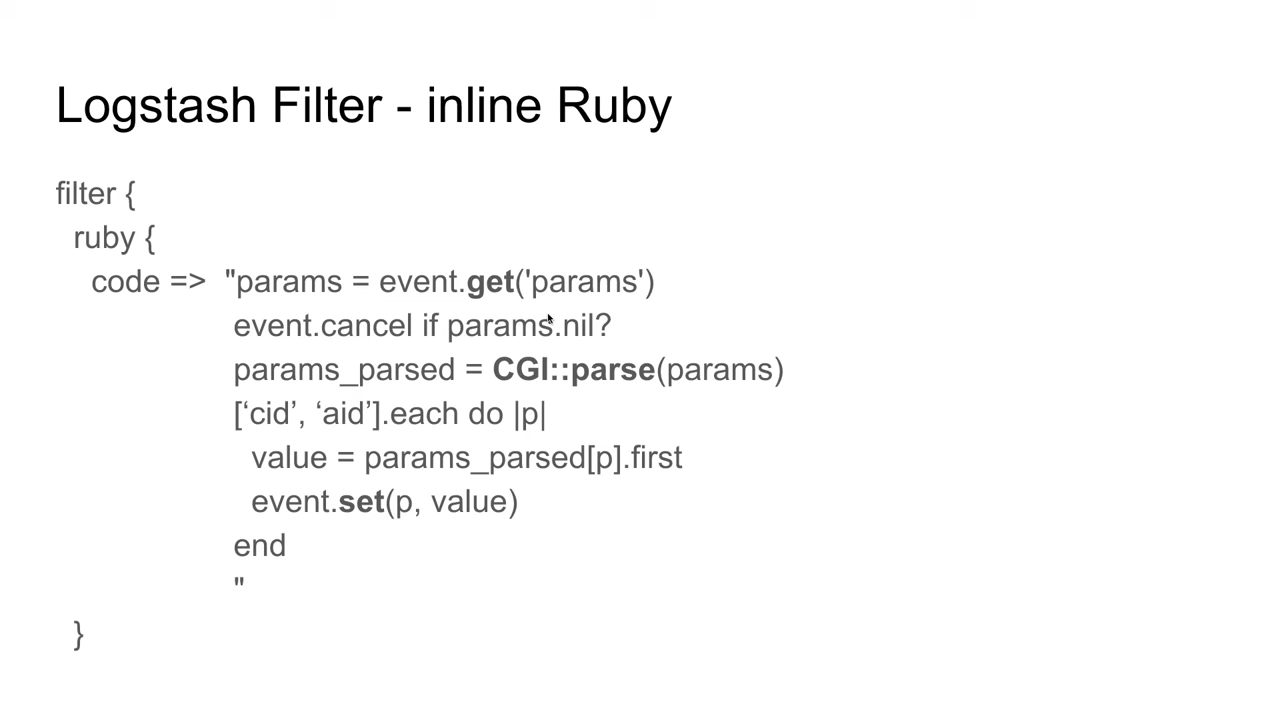 Logstash Filter - inline Ruby
filter {
ruby {
code => "params = event.get('params')
event.cancel if params.nil?
params_parsed = CGI::parse(params)
[‘cid’, ‘aid’].each do |p|
value = params_parsed[p].first
event.set(p, value)
end
"
}